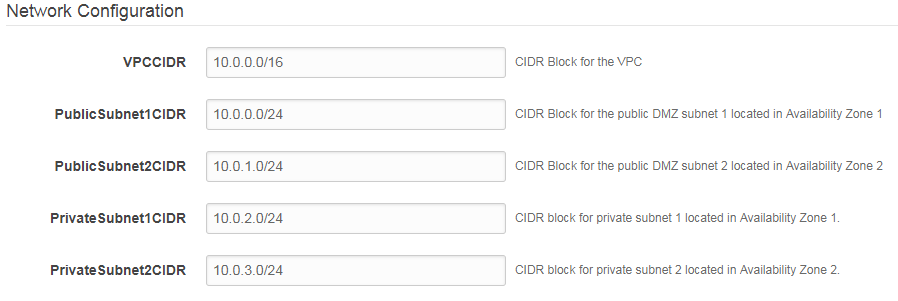 Network Configuration
VPCCIDR 10.0.0.0/16 CIDR Block for the VPC
PublicSubnet1CIDR 10.0.0.0/24 CIDR Block for the public DMZ subnet 1 located in Availability Zone 1
PublicSubnet2CIDR 10.0.1.0/24 CIDR Block for the public DMZ subnet 2 located in Availability Zone 2
PrivateSubnet1CIDR 10.0.2.0/24 CIDR block for private subnet 1 located in Availability Zone 1.
PrivateSubnet2CIDR 10.0.3.0/24 CIDR block for private subnet 2 located in Availability Zone 2.